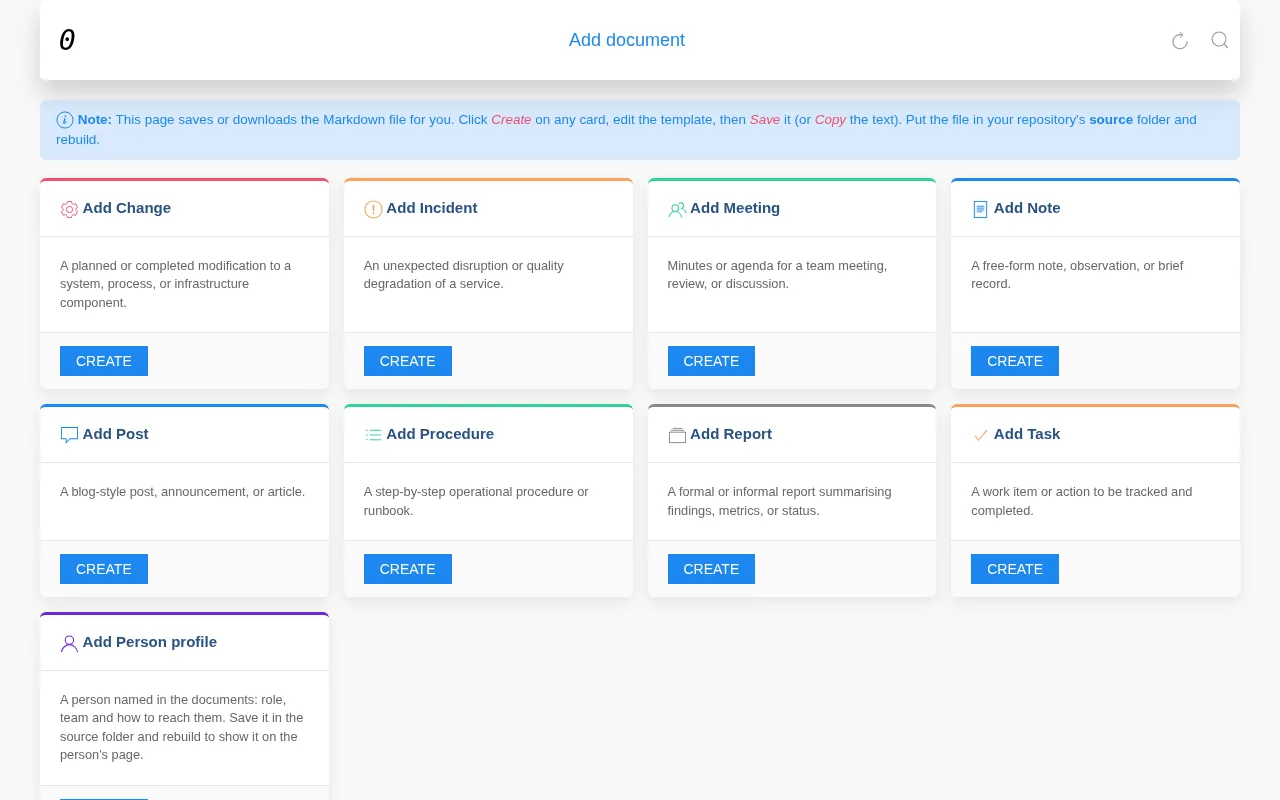 0
Add document
Note: This page saves or downloads the Markdown file for you. Click Create on any card, edit the template, then Save it (or Copy the text). Put the file in your repository's source folder and
rebuild.
Add Change
A planned or completed modification to a
system, process, or infrastructure
component.
CREATE
Add Incident
An unexpected disruption or quality
degradation of a service.
CREATE
Add Meeting
Minutes or agenda for a team meeting,
review, or discussion.
CREATE
Add Note
A free-form note, observation, or brief
record.
CREATE
Add Post
A blog-style post, announcement, or article.
CREATE
Add Procedure
A step-by-step operational procedure or
runbook.
CREATE
Add Report
A formal or informal report summarising
findings, metrics, or status.
CREATE
Add Task
A work item or action to be tracked and
completed.
CREATE
Add Person profile
A person named in the documents: role,
team and how to reach them. Save it in the
source folder and rebuild to show it on the
person's page.